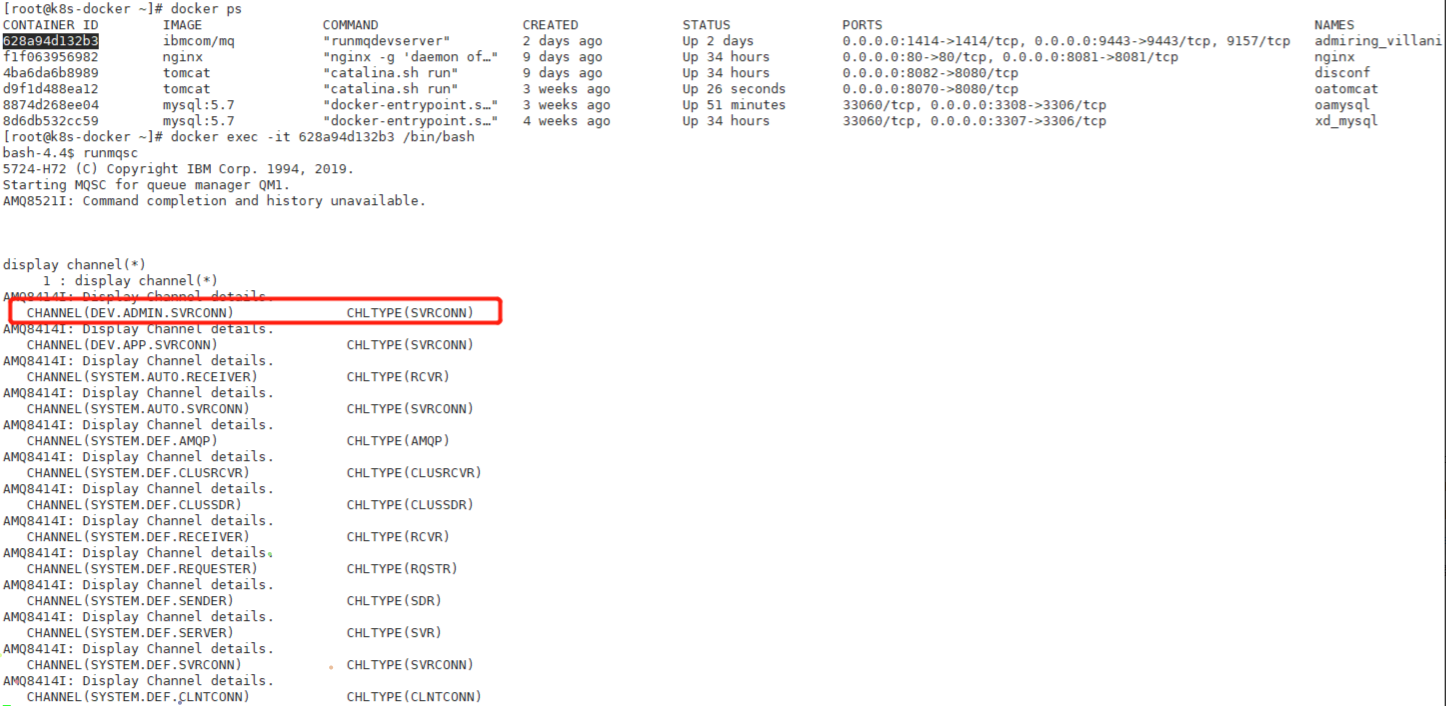 [root@k8s-docker ~]# docker ps
CONTAINER ID        IMAGE               COMMAND                  CREATED             STATUS              PORTS                                                      NAMES
628a94d132b3        ibmcom/mq           "runmqdevserver"         2 days ago          Up 2 days           0.0.0.0:1414->1414/tcp, 0.0.0.0:9443->9443/tcp, 9157/tcp   admiring_villani
f1f063956982        nginx               "nginx -g 'daemon of…"   9 days ago          Up 34 hours         0.0.0.0:80->80/tcp, 0.0.0.0:8081->8081/tcp                 nginx
4ba6da6b8989        tomcat              "catalina.sh run"        9 days ago          Up 34 hours         0.0.0.0:8082->8080/tcp                                     disconf
d9f1d488ea12        tomcat              "catalina.sh run"        3 weeks ago         Up 26 seconds       0.0.0.0:8070->8080/tcp                                     oatomcat
8874d268ee04        mysql:5.7           "docker-entrypoint.s…"   3 weeks ago         Up 51 minutes       33060/tcp, 0.0.0.0:3308->3306/tcp                          oamysql
8d6db532cc59        mysql:5.7           "docker-entrypoint.s…"   4 weeks ago         Up 34 hours         33060/tcp, 0.0.0.0:3307->3306/tcp                          xd_mysql
[root@k8s-docker ~]# docker exec -it 628a94d132b3 /bin/bash
bash-4.4$ runmqsc
5724-H72 (C) Copyright IBM Corp. 1994, 2019.
Starting MQSC for queue manager QM1.
AMQ8521I: Command completion and history unavailable.
display channel(*)
1 : display channel(*)
AMQ8414I: Display Channel details.
CHANNEL(DEV.ADMIN.SVRCONN)              CHLTYPE(SVRCONN)
AMQ8414I: Display Channel details.
CHANNEL(DEV.APP.SVRCONN)                CHLTYPE(SVRCONN)
AMQ8414I: Display Channel details.
CHANNEL(SYSTEM.AUTO.RECEIVER)           CHLTYPE(RCVR)
AMQ8414I: Display Channel details.
CHANNEL(SYSTEM.AUTO.SVRCONN)            CHLTYPE(SVRCONN)
AMQ8414I: Display Channel details.
CHANNEL(SYSTEM.DEF.AMQP)                CHLTYPE(AMQP)
AMQ8414I: Display Channel details.
CHANNEL(SYSTEM.DEF.CLUSRCVR)            CHLTYPE(CLUSRCVR)
AMQ8414I: Display Channel details.
CHANNEL(SYSTEM.DEF.CLUSSDR)             CHLTYPE(CLUSSDR)
AMQ8414I: Display Channel details.
CHANNEL(SYSTEM.DEF.RECEIVER)            CHLTYPE(RCVR)
AMQ8414I: Display Channel details.
CHANNEL(SYSTEM.DEF.REQUESTER)           CHLTYPE(RQSTR)
AMQ8414I: Display Channel details.
CHANNEL(SYSTEM.DEF.SENDER)              CHLTYPE(SDR)
AMQ8414I: Display Channel details.
CHANNEL(SYSTEM.DEF.SERVER)              CHLTYPE(SVR)
AMQ8414I: Display Channel details.
CHANNEL(SYSTEM.DEF.SVRCONN)             CHLTYPE(SVRCONN)
AMQ8414I: Display Channel details.
CHANNEL(SYSTEM.DEF.CLNTCONN)            CHLTYPE(CLNTCONN)